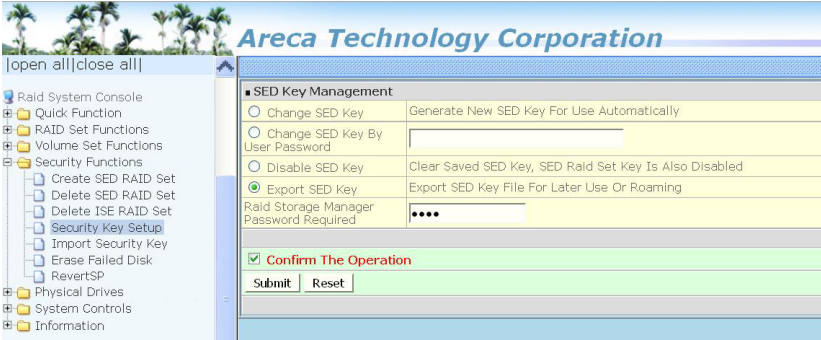 Areca Technology Corporation
|open all|close all|
Raid System Console
Quick Function
RAID Set Functions
Volume Set Functions
Security Functions
Create SED RAID Set
Delete SED RAID Set
Delete ISE RAID Set
Security Key Setup
Import Security Key
Erase Failed Disk
RevertSP
Physical Drives
System Controls
Information
SED Key Management
Change SED Key Generate New SED Key For Use Automatically
Change SED Key By
User Password
Disable SED Key Clear Saved SED Key, SED Raid Set Key Is Also Disabled
Export SED Key Export SED Key File For Later Use Or Roaming
Raid Storage Manager
Password Required ••••
Confirm The Operation
Submit Reset